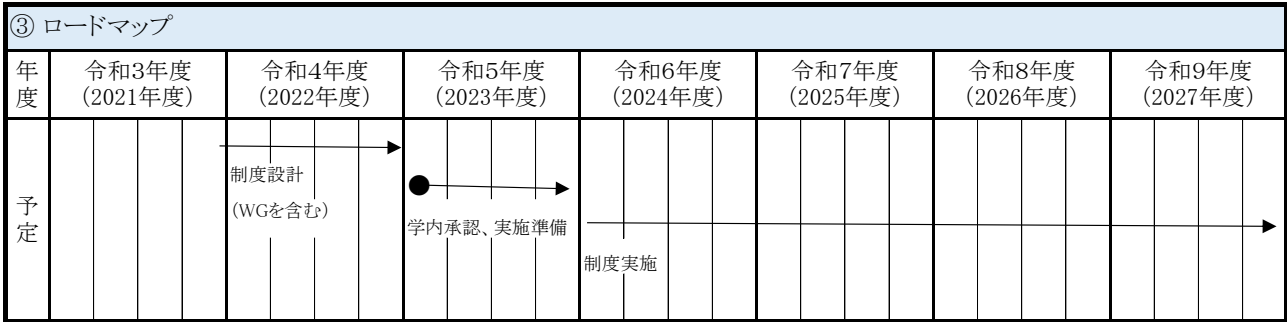 ③ ロードマップ
年度
令和3年度
(2021年度)
令和4年度
(2022年度)
令和5年度
(2023年度)
令和6年度
(2024年度)
令和7年度
(2025年度)
令和8年度
(2026年度)
令和9年度
(2027年度)
予定
制度設計
(WGを含む)
学内承認、実施準備
制度実施